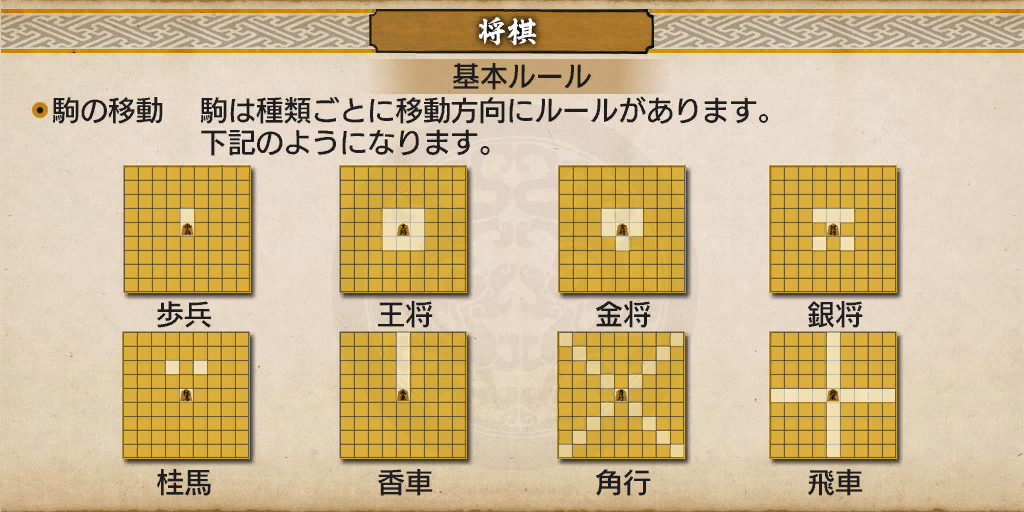 将棋
基本ルール
駒の移動 駒は種類ごとに移動方向にルールがあります。
下記のようになります。
歩兵 王将 金将 銀将
桂馬 香車 角行 飛車